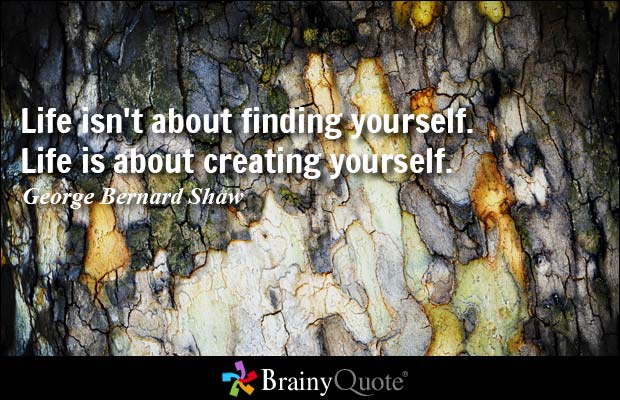 Life isn't about finding yourself.
Life is about creating yourself.
George Bernard Shaw
BrainyQuote®